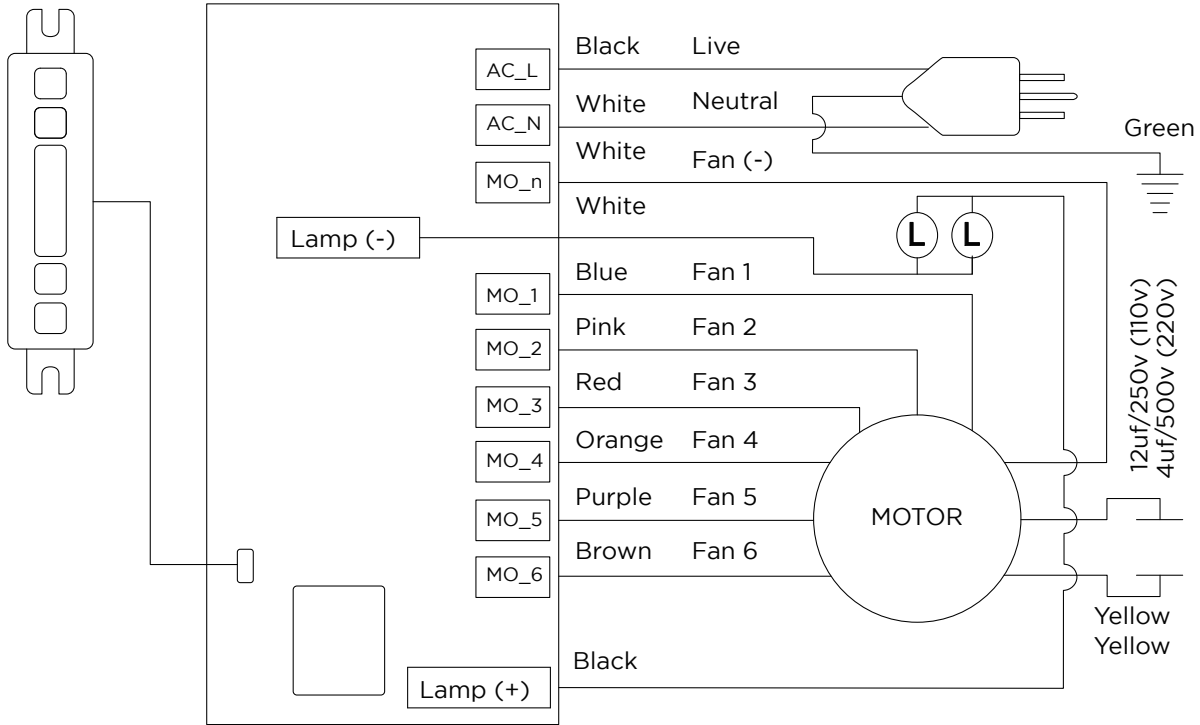 Black Live
AC_L
White Neutral
AC_N
Green
White Fan (-)
MO_n
White
Lamp (-)
L L
Blue Fan 1
MO_1
Pink Fan 2
MO_2
Red Fan 3
MO_3
Orange Fan 4
MO_4
Purple Fan 5
MO_5
Brown Fan 6
MO_6
MOTOR
12uf/250v (110v)
4uf/500v (220v)
Yellow
Yellow
Black
Lamp (+)